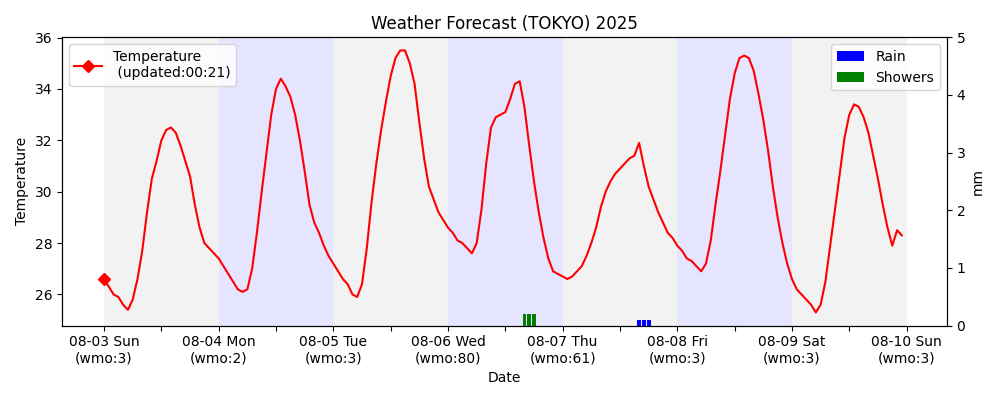 Weather Forecast (TOKYO) 2025
Temperature
(updated:00:21)
Rain
Showers
Temperature
36
34
32
30
28
26
5
4
3
2
1
0
mm
08-03 Sun 08-04 Mon 08-05 Tue 08-06 Wed 08-07 Thu 08-08 Fri 08-09 Sat 08-10 Sun
(wmo:3) (wmo:2) (wmo:3) (wmo:80) (wmo:61) (wmo:3) (wmo:3) (wmo:3)
Date